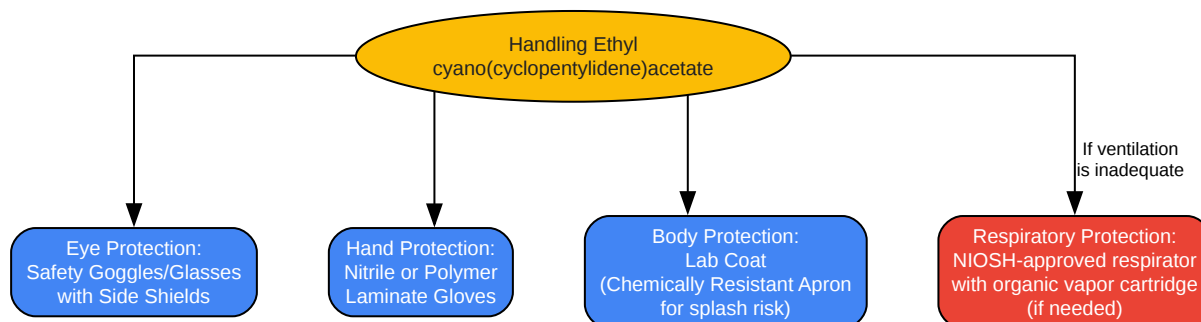 Handling Ethyl
cyano(cyclopentylidene)acetate
If ventilation
is inadequate
Eye Protection:
Safety Goggles/Glasses
with Side Shields
Hand Protection:
Nitrile or Polymer
Laminate Gloves
Body Protection:
Lab Coat
(Chemically Resistant Apron
for splash risk)
Respiratory Protection:
NIOSH-approved respirator
with organic vapor cartridge
(if needed)